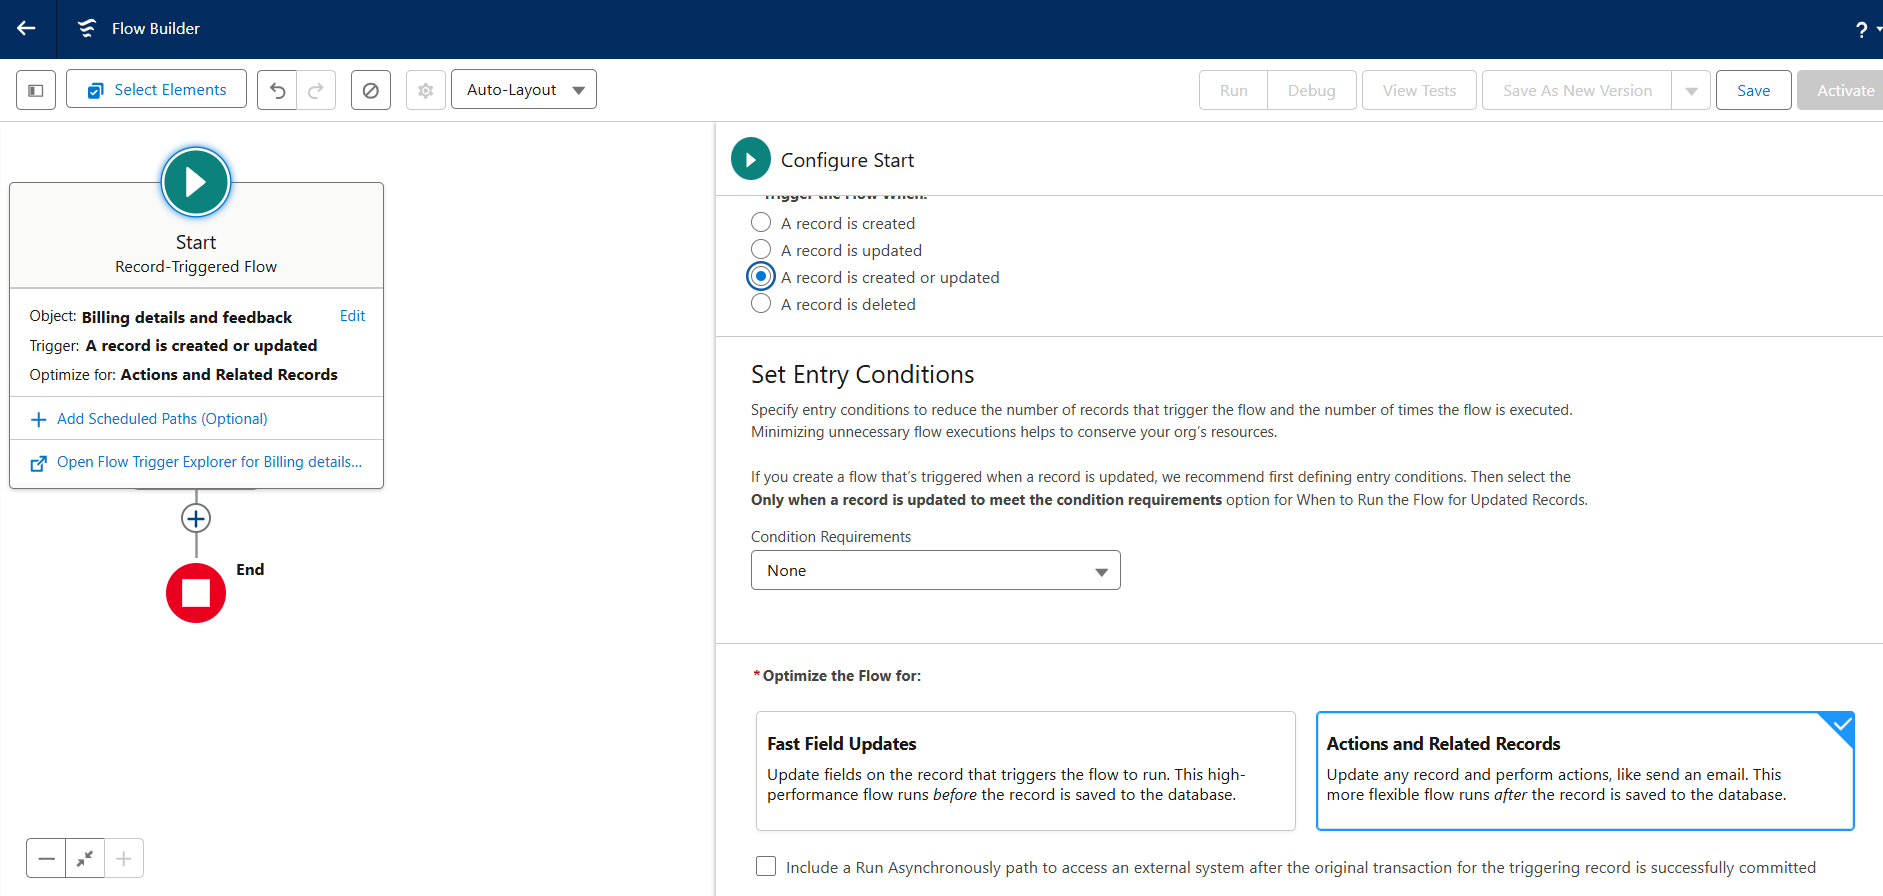 Flow Builder
?
Select Elements
Auto-Layout
Run
Debug
View Tests
Save As New Version
Save
Activate
Start
Record-Triggered Flow
Object: Billing details and feedback
Edit
Trigger: A record is created or updated
Optimize for: Actions and Related Records
Add Scheduled Paths (Optional)
Open Flow Trigger Explorer for Billing details...
End
Configure Start
Trigger the Flow When:
A record is created
A record is updated
A record is created or updated
A record is deleted
Set Entry Conditions
Specify entry conditions to reduce the number of records that trigger the flow and the number of times the flow is executed.
Minimizing unnecessary flow executions helps to conserve your org’s resources.
If you create a flow that’s triggered when a record is updated, we recommend first defining entry conditions. Then select the
Only when a record is updated to meet the condition requirements option for When to Run the Flow for Updated Records.
Condition Requirements
None
*Optimize the Flow for:
Fast Field Updates
Update fields on the record that triggers the flow to run. This high-
performance flow runs before the record is saved to the database.
Actions and Related Records
Update any record and perform actions, like send an email. This
more flexible flow runs after the record is saved to the database.
Include a Run Asynchronously path to access an external system after the original transaction for the triggering record is successfully committed